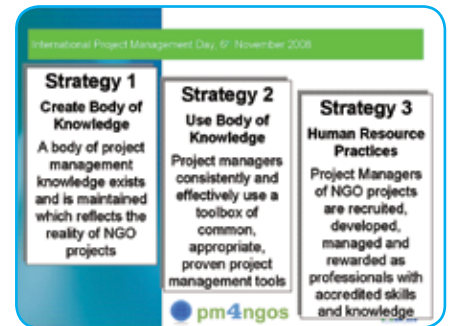 International Project Management Day, 6th November 2008
Strategy 1
Create Body of
Knowledge
A body of project
management
knowledge exists
and is maintained
which reflects the
reality of NGO
projects
Strategy 2
Use Body of
Knowledge
Project managers
consistently and
effectively use a
toolbox of
common,
appropriate,
proven project
management tools
Strategy 3
Human Resource
Practices
Project Managers
of NGO projects
are recruited,
developed,
managed and
rewarded as
professionals with
accredited skills
and knowledge
pm4ngos